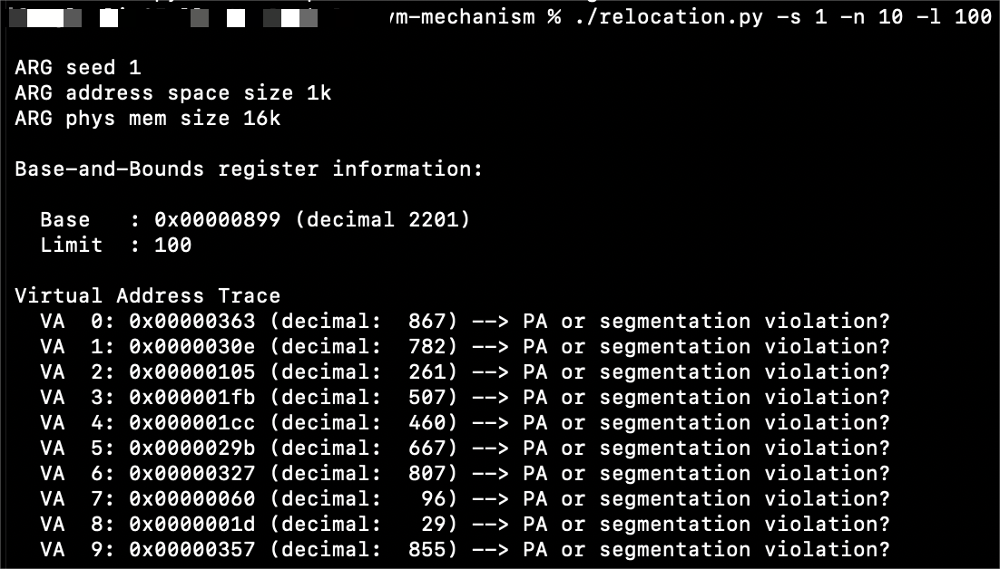 ym-mechanism % ./relocation.py -s 1 -n 10 -l 100
ARG seed 1
ARG address space size 1k
ARG phys mem size 16k
Base-and-Bounds register information:
Base : 0x00000899 (decimal 2201)
Limit : 100
Virtual Address Trace
VA 0: 0x00000363 (decimal: 867) --> PA or segmentation violation?
VA 1: 0x0000030e (decimal: 782) --> PA or segmentation violation?
VA 2: 0x00000105 (decimal: 261) --> PA or segmentation violation?
VA 3: 0x000001fb (decimal: 507) --> PA or segmentation violation?
VA 4: 0x000001cc (decimal: 460) --> PA or segmentation violation?
VA 5: 0x0000029b (decimal: 667) --> PA or segmentation violation?
VA 6: 0x00000327 (decimal: 807) --> PA or segmentation violation?
VA 7: 0x00000060 (decimal: 96) --> PA or segmentation violation?
VA 8: 0x0000001d (decimal: 29) --> PA or segmentation violation?
VA 9: 0x00000357 (decimal: 855) --> PA or segmentation violation?